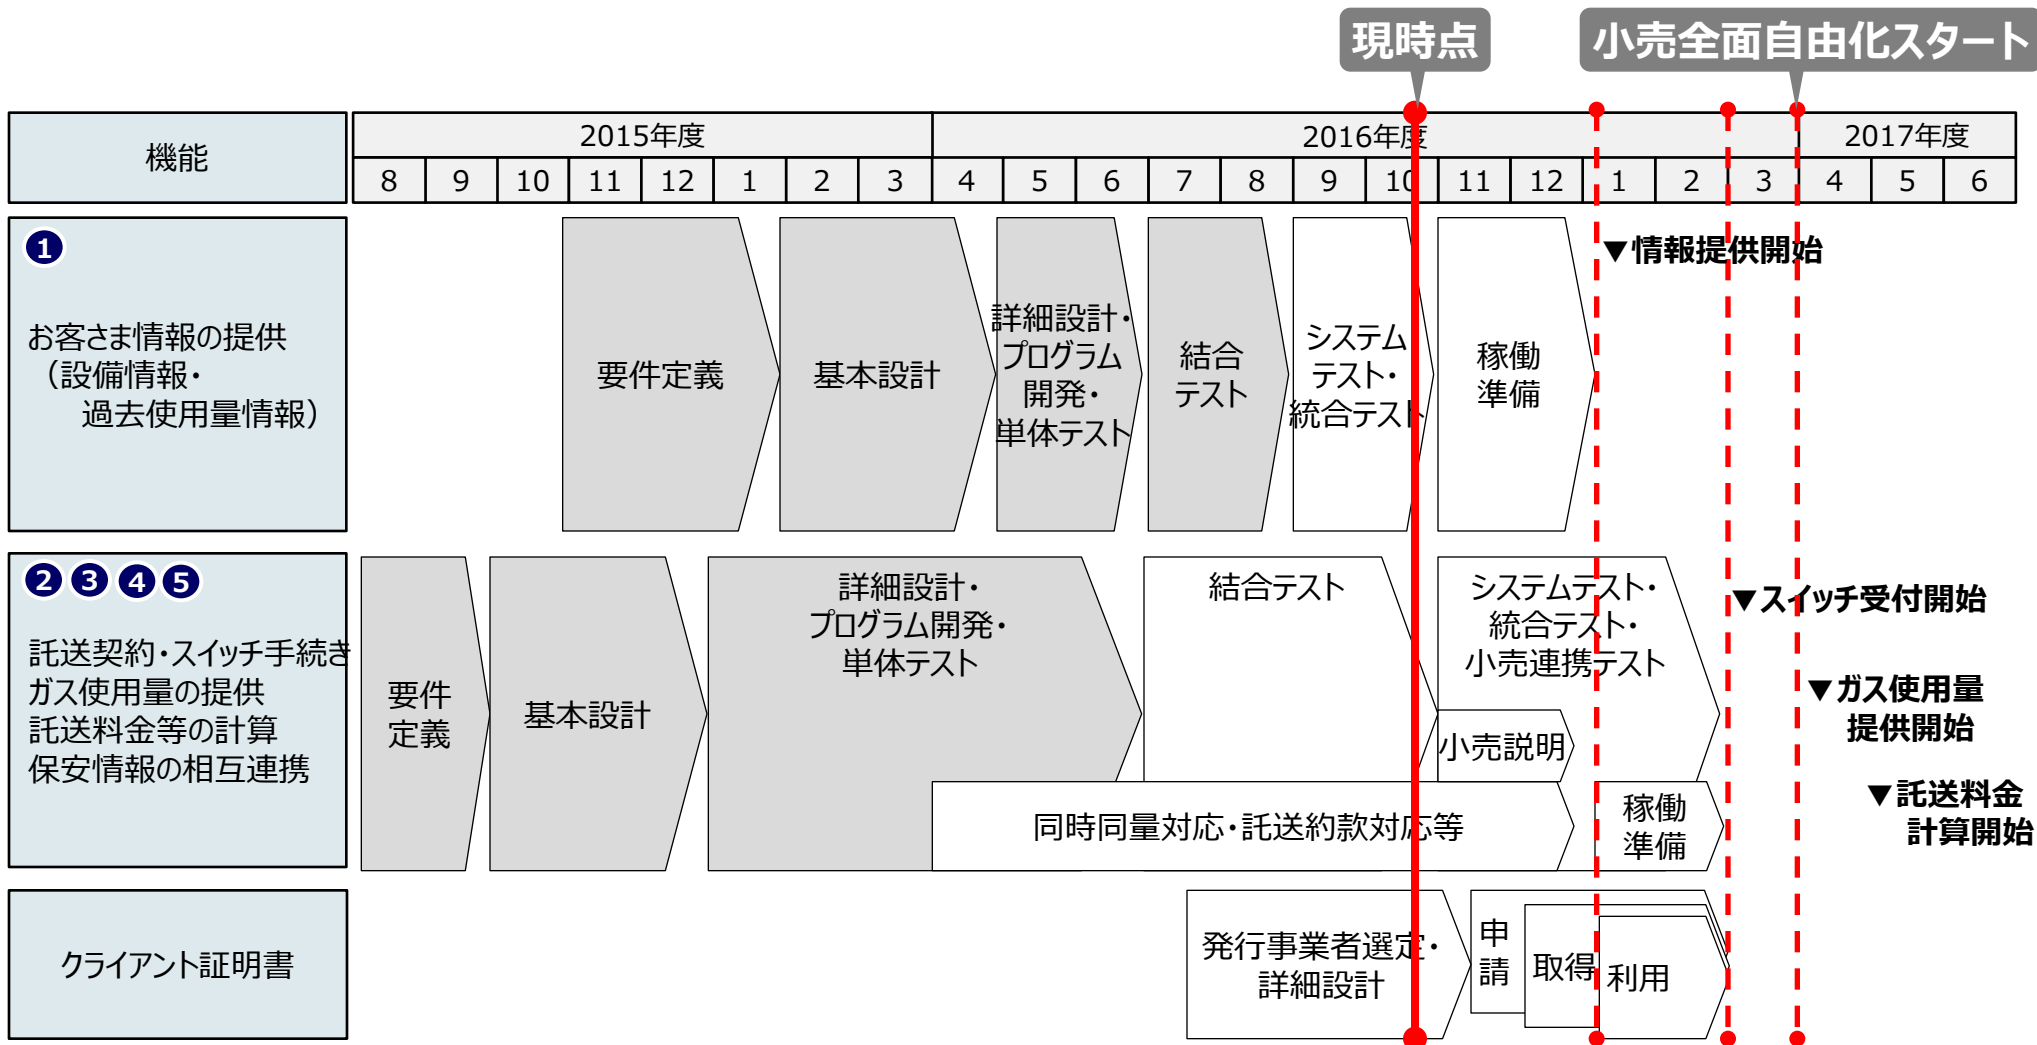 現時点
小売全面自由化スタート
機能
2015年度
2016年度
2017年度
8 9 10 11 12 1 2 3 4 5 6 7 8 9 10 11 12 1 2 3 4 5 6
❶
お客さま情報の提供
（設備情報・
過去使用量情報）
要件定義
基本設計
詳細設計・
プログラム
開発・
単体テスト
結合
テスト
システム
テスト・
統合テスト
稼働
準備
▼情報提供開始
❷❸❹❺
託送契約・スイッチ手続き
ガス使用量の提供
託送料金等の計算
保安情報の相互連携
要件
定義
基本設計
詳細設計・
プログラム開発・
単体テスト
結合テスト
システムテスト・
統合テスト・
小売連携テスト
小売説明
同時同量対応・託送約款対応等
稼働
準備
▼スイッチ受付開始
▼ガス使用量
提供開始
▼託送料金
計算開始
クライアント証明書
発行事業者選定・
詳細設計
申
請
取得
利用